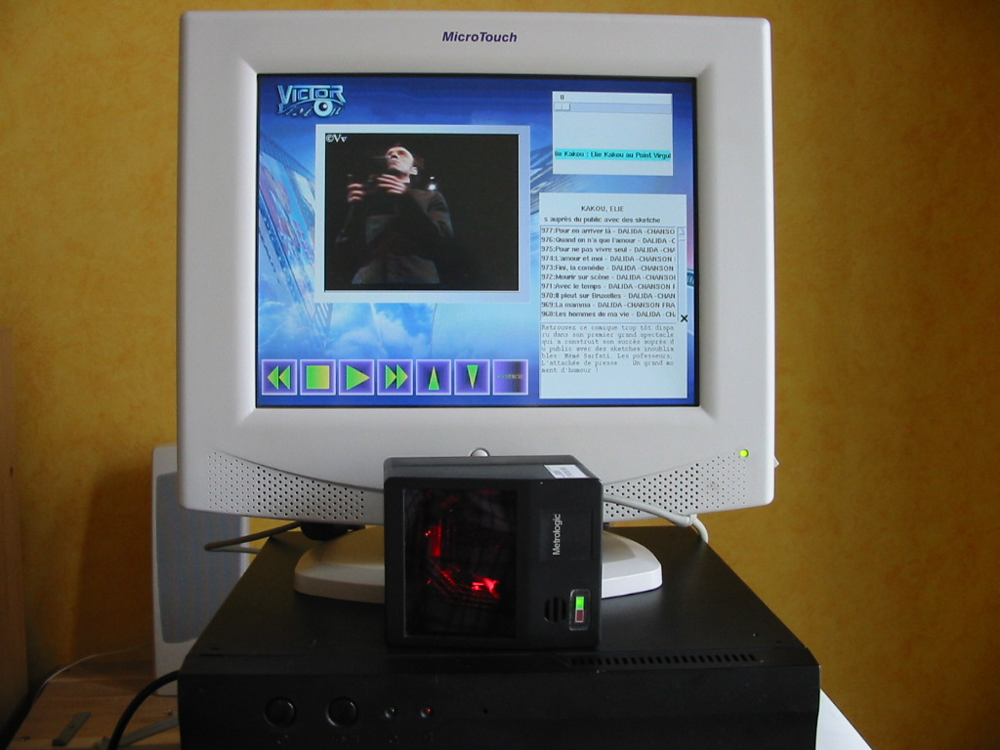 MicroTouch
VICTOR
Vision
©Vv
0
lie Kakou : Elie Kakou au Point Virgul
KAKOU, ELIE
s auprès du public avec des sketche
977:Pour en arriver là - DALIDA -CHANSO
976:Quand on n'a que l'amour - DALIDA -C
975:Pour ne pas vivre seul - DALIDA -CHA
974:L'amour et moi - DALIDA -CHANSON
973:Fini, la comédie - DALIDA -CHANSON
972:Mourir sur scène - DALIDA -CHANSON
971:Avec le temps - DALIDA -CHANSON F
970:Il pleut sur Bruxelles - DALIDA -CHAN
969:La mamma - DALIDA -CHANSON FRA
968:Les hommes de ma vie - DALIDA -CH
Retrouvez ce comique trop tôt dispa
ru dans son premier grand spectacle
qui a construit son succès auprès d
u public avec des sketches inoublia
bles. Mémé Sarfati, Les pofesseurs,
L'attachée de presse Un grand mo
ment d'humour !
Metrologic